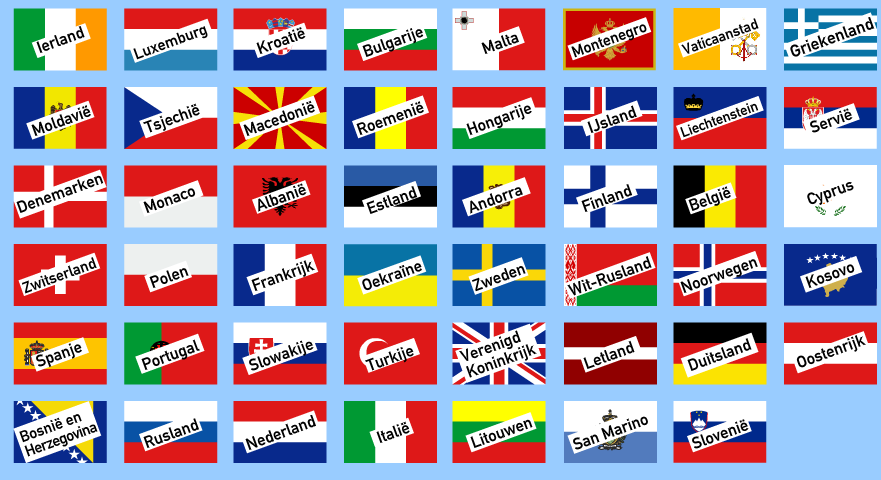 Ierland
Luxemburg
Kroatië
Bulgarije
Malta
Montenegro
Vaticaanstad
Griekenland
Moldavië
Tsjechië
Macedonië
Roemenië
Hongarije
IJsland
Liechtenstein
Servië
Denemarken
Monaco
Albanië
Estland
Andorra
Finland
België
Cyprus
Zwitserland
Polen
Frankrijk
Oekraïne
Zweden
Wit-Rusland
Noorwegen
Kosovo
Spanje
Portugal
Slowakije
Turkije
Verenigd
Koninkrijk
Letland
Duitsland
Oostenrijk
Bosnië en
Herzegovina
Rusland
Nederland
Italië
Litouwen
San Marino
Slovenië